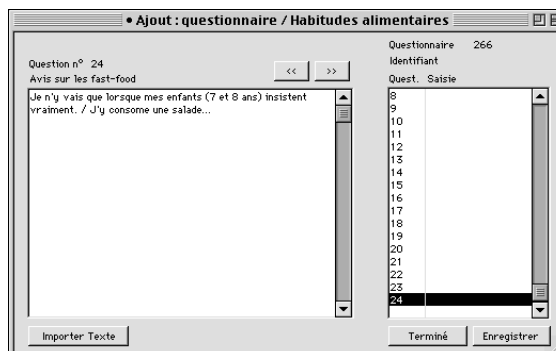 • Ajout : questionnaire / Habitudes alimentaires
Question n° 24
Avis sur les fast-food
<< >>
Je n'y vais que lorsque mes enfants (7 et 8 ans) insistent
vraiment. / J'y consome une salade...
Importer Texte
Questionnaire 266
Identifiant
Quest. Saisie
8
9
10
11
12
13
14
15
16
17
18
19
20
21
22
23
24
Terminé Enregistrer